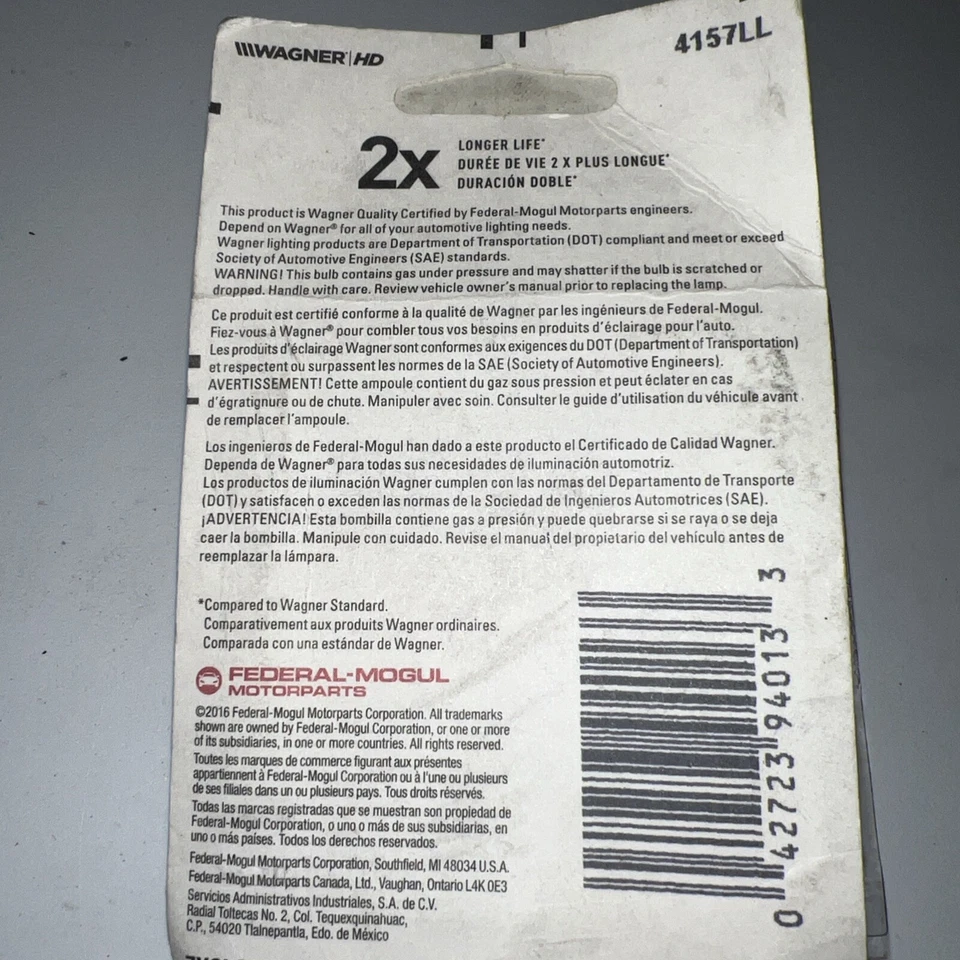 WAGNER® | HD
4157LL
2x
LONGER LIFE*
DURÉE DE VIE 2 X PLUS LONGUE*
DURACIÓN DOBLE*
This product is Wagner Quality Certified by Federal-Mogul Motorparts engineers.
Depend on Wagner® for all of your automotive lighting needs.
Wagner lighting products are Department of Transportation (DOT) compliant and meet or exceed
Society of Automotive Engineers (SAE) standards.
WARNING! This bulb contains gas under pressure and may shatter if the bulb is scratched or
dropped. Handle with care. Review vehicle owner's manual prior to replacing the lamp.
Ce produit est certifié conforme à la qualité de Wagner par les ingénieurs de Federal-Mogul.
Fiez-vous à Wagner® pour combler tous vos besoins en produits d'éclairage pour l'auto.
Les produits d'éclairage Wagner sont conformes aux exigences du DOT (Department of Transportation)
et respectent ou surpassent les normes de la SAE (Society of Automotive Engineers).
AVERTISSEMENT! Cette ampoule contient du gaz sous pression et peut éclater en cas
d'égratignure ou de chute. Manipuler avec soin. Consulter le guide d'utilisation du véhicule avant
de remplacer l'ampoule.
Los ingenieros de Federal-Mogul han dado a este producto el Certificado de Calidad Wagner.
Dependa de Wagner® para todas sus necesidades de iluminación automotriz.
Los productos de iluminación Wagner cumplen con las normas del Departamento de Transporte
(DOT) y satisfacen o exceden las normas de la Sociedad de Ingenieros Automotrices (SAE).
¡ADVERTENCIA! Esta bombilla contiene gas a presión y puede quebrarse si se raya o se deja
caer la bombilla. Manipule con cuidado. Revise el manual del propietario del vehículo antes de
reemplazar la lámpara.
*Compared to Wagner Standard.
Comparativement aux produits Wagner ordinaires.
Comparada con una estándar de Wagner.
FEDERAL-MOGUL
MOTORPARTS
©2016 Federal-Mogul Motorparts Corporation. All trademarks
shown are owned by Federal-Mogul Corporation, or one or more
of its subsidiaries, in one or more countries. All rights reserved.
Toutes les marques de commerce figurant aux présentes
appartiennent à Federal-Mogul Corporation ou à l'une ou plusieurs
de ses filiales dans un ou plusieurs pays. Tous droits réservés.
Todas las marcas registradas que se muestran son propiedad de
Federal-Mogul Corporation, o uno o más de sus subsidiarias, en
uno o más países. Todos los derechos reservados.
Federal-Mogul Motorparts Corporation, Southfield, MI 48034 U.S.A.
Federal-Mogul Motorparts Canada, Ltd., Vaughan, Ontario L4K 0E3
Servicios Administrativos Industriales, S.A. de C.V.
Radial Toltecas No. 2, Col. Tequexquinahuac,
C.P., 54020 Tlalnepantla, Edo. de México
0 42723 94013 3